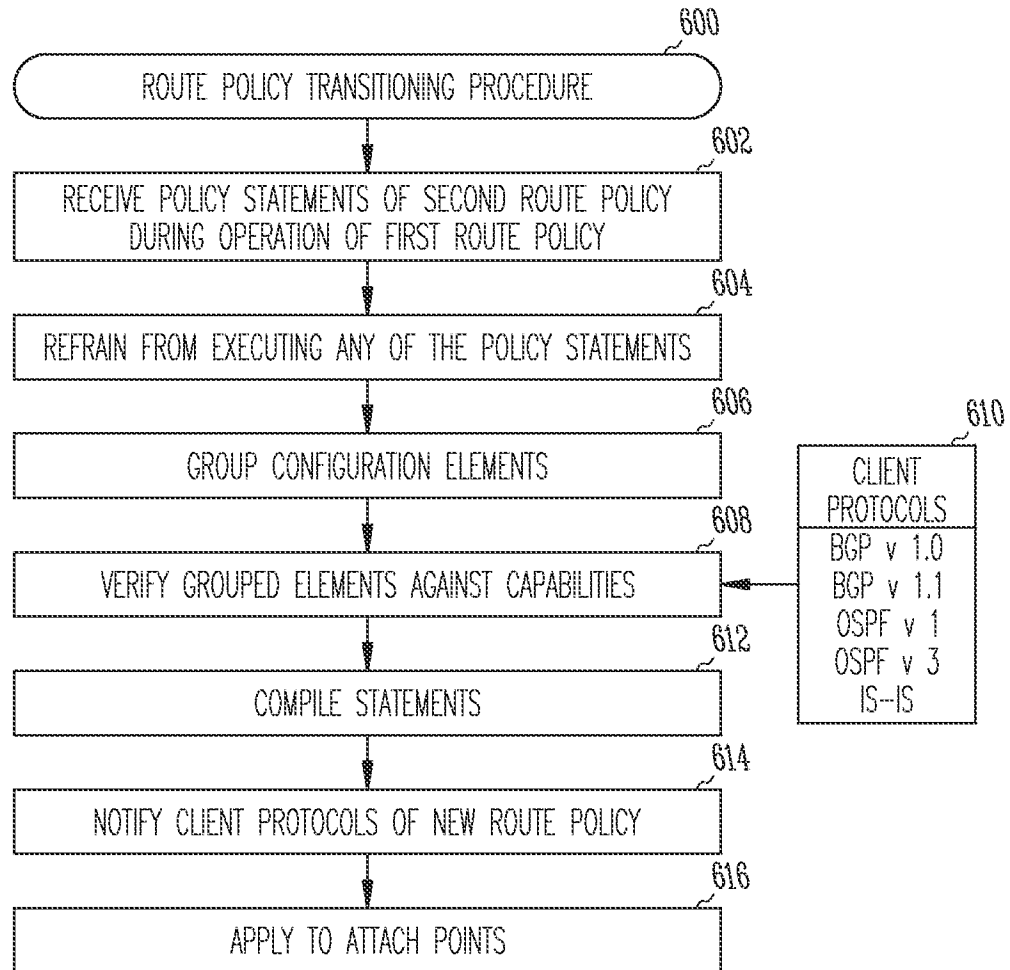 600
ROUTE POLICY TRANSITIONING PROCEDURE
602
RECEIVE POLICY STATEMENTS OF SECOND ROUTE POLICY
DURING OPERATION OF FIRST ROUTE POLICY
604
REFRAIN FROM EXECUTING ANY OF THE POLICY STATEMENTS
606
GROUP CONFIGURATION ELEMENTS
608
VERIFY GROUPED ELEMENTS AGAINST CAPABILITIES
610
CLIENT
PROTOCOLS
BGP v 1.0
BGP v 1.1
OSPF v 1
OSPF v 3
IS-IS
612
COMPILE STATEMENTS
614
NOTIFY CLIENT PROTOCOLS OF NEW ROUTE POLICY
616
APPLY TO ATTACH POINTS